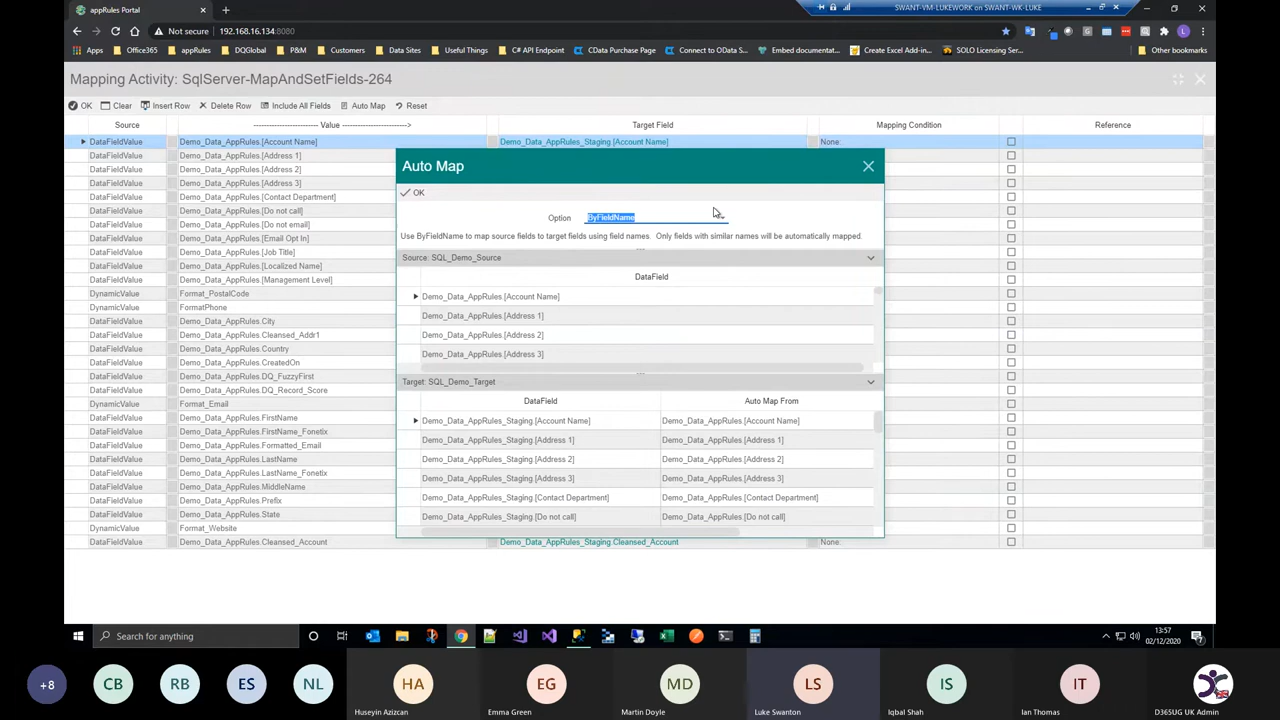 appRules Portal
SWANT-VM-LUKEWORK on SWANT-WK-LUKE
Not secure | 192.168.16.134:8080
Apps Office365 appRules DQGlobal P&M Customers Data Sites Useful Things C# API Endpoint CData Purchase Page Connect to OData S... Embed documentat... Create Excel Add-in... SOLO Licensing Ser... Other bookmarks
Mapping Activity: SqlServer-MapAndSetFields-264
OK Clear Insert Row Delete Row Include All Fields Auto Map Reset
Source ------------------------ Value ------------------------> Target Field Mapping Condition Reference
DataFieldValue Demo_Data_AppRules.[Account Name] Demo_Data_AppRules_Staging.[Account Name] None.
DataFieldValue Demo_Data_AppRules.[Address 1]
DataFieldValue Demo_Data_AppRules.[Address 2]
DataFieldValue Demo_Data_AppRules.[Address 3]
DataFieldValue Demo_Data_AppRules.[Contact Department]
DataFieldValue Demo_Data_AppRules.[Do not call]
DataFieldValue Demo_Data_AppRules.[Do not email]
DataFieldValue Demo_Data_AppRules.[Email Opt In]
DataFieldValue Demo_Data_AppRules.[Job Title]
DataFieldValue Demo_Data_AppRules.[Localized Name]
DataFieldValue Demo_Data_AppRules.[Management Level]
DynamicValue Format_PostalCode
DynamicValue FormatPhone
DataFieldValue Demo_Data_AppRules.City
DataFieldValue Demo_Data_AppRules.Cleansed_Addr1
DataFieldValue Demo_Data_AppRules.Country
DataFieldValue Demo_Data_AppRules.CreatedOn
DataFieldValue Demo_Data_AppRules.DQ_FuzzyFirst
DataFieldValue Demo_Data_AppRules.DQ_Record_Score
DynamicValue Format_Email
DataFieldValue Demo_Data_AppRules.FirstName
DataFieldValue Demo_Data_AppRules.FirstName_Fonetix
DataFieldValue Demo_Data_AppRules.Formatted_Email
DataFieldValue Demo_Data_AppRules.LastName
DataFieldValue Demo_Data_AppRules.LastName_Fonetix
DataFieldValue Demo_Data_AppRules.MiddleName
DataFieldValue Demo_Data_AppRules.Prefix
DataFieldValue Demo_Data_AppRules.State
DynamicValue Format_Website
DataFieldValue Demo_Data_AppRules.Cleansed_Account Demo_Data_AppRules_Staging.Cleansed_Account None.
Auto Map
OK
Option ByFieldName
Use ByFieldName to map source fields to target fields using field names. Only fields with similar names will be automatically mapped.
Source: SQL_Demo_Source
DataField
Demo_Data_AppRules.[Account Name]
Demo_Data_AppRules.[Address 1]
Demo_Data_AppRules.[Address 2]
Demo_Data_AppRules.[Address 3]
Target: SQL_Demo_Target
DataField Auto Map From
Demo_Data_AppRules_Staging.[Account Name] Demo_Data_AppRules.[Account Name]
Demo_Data_AppRules_Staging.[Address 1] Demo_Data_AppRules.[Address 1]
Demo_Data_AppRules_Staging.[Address 2] Demo_Data_AppRules.[Address 2]
Demo_Data_AppRules_Staging.[Address 3] Demo_Data_AppRules.[Address 3]
Demo_Data_AppRules_Staging.[Contact Department] Demo_Data_AppRules.[Contact Department]
Demo_Data_AppRules_Staging.[Do not call] Demo_Data_AppRules.[Do not call]
Search for anything
13:57
02/12/2020
+8 CB RB ES NL HA EG MD LS IS IT
Huseyin Azizcan Emma Green Martin Doyle Luke Swanton Iqbal Shah Ian Thomas D365UG UK Admin